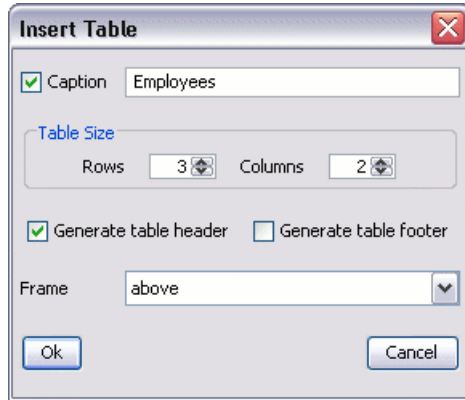 Insert Table
Caption Employees
Table Size
Rows 3 Columns 2
Generate table header Generate table footer
Frame above
Ok Cancel